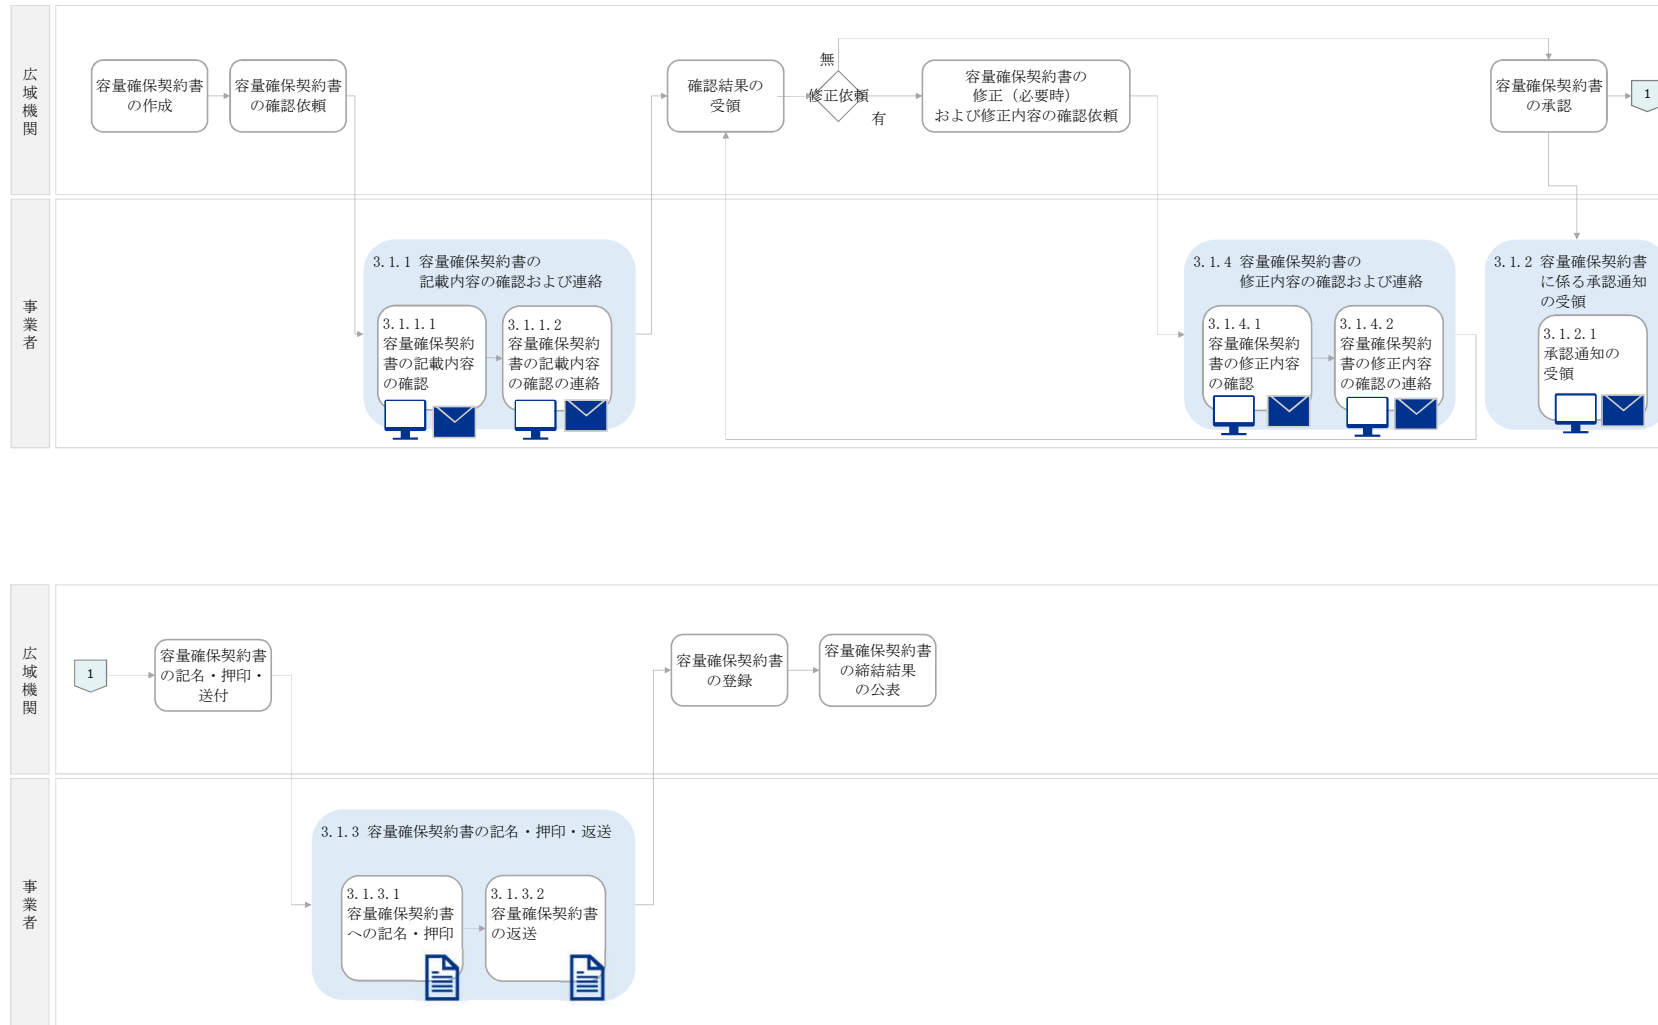 広域機関
容量確保契約書
の作成
容量確保契約書
の確認依頼
確認結果の
受領
無
修正依頼
有
容量確保契約書の
修正（必要時）
および修正内容の確認依頼
容量確保契約書
の承認
1
事業者
3.1.1 容量確保契約書の
記載内容の確認および連絡
3.1.1.1
容量確保契約
書の記載内容
の確認
3.1.1.2
容量確保契約
書の記載内容
の確認の連絡
3.1.4 容量確保契約書の
修正内容の確認および連絡
3.1.4.1
容量確保契約
書の修正内容
の確認
3.1.4.2
容量確保契約
書の修正内容
の確認の連絡
3.1.2 容量確保契約書
に係る承認通知
の受領
3.1.2.1
承認通知の
受領
広域機関
1
容量確保契約書
の記名・押印・
送付
容量確保契約書
の登録
容量確保契約書
の締結結果
の公表
事業者
3.1.3 容量確保契約書の記名・押印・返送
3.1.3.1
容量確保契約書
への記名・押印
3.1.3.2
容量確保契約書
の返送